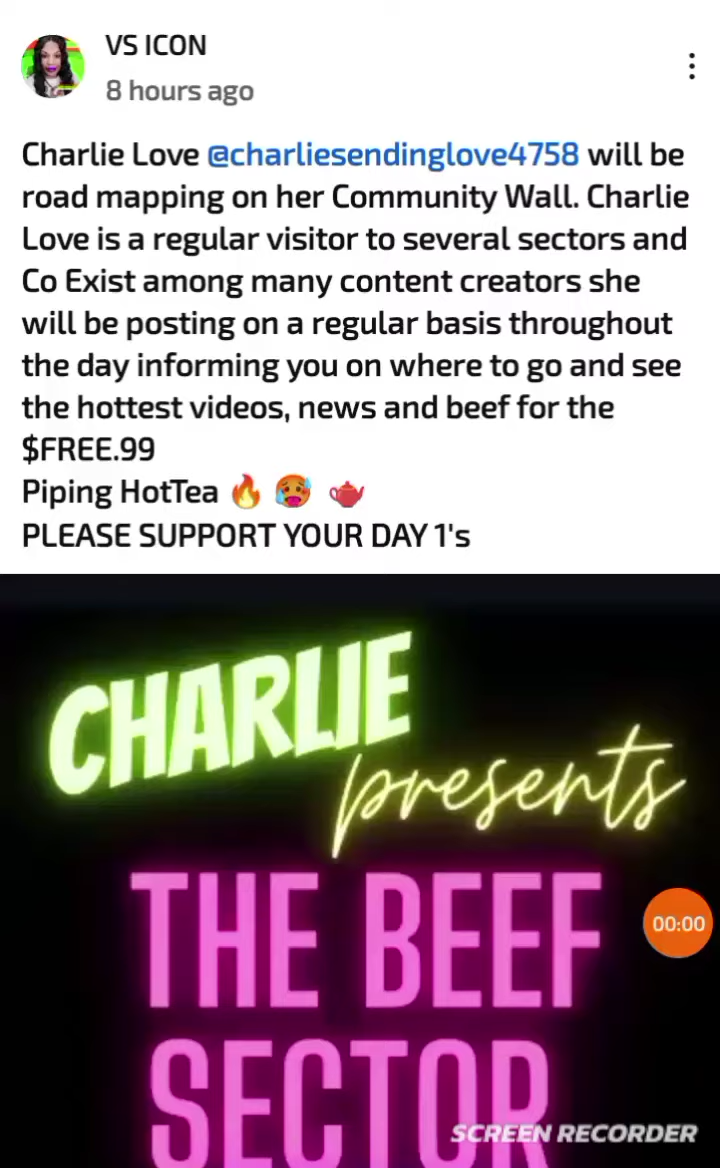 VS ICON
8 hours ago
Charlie Love @charliesendinglove4758 will be
road mapping on her Community Wall. Charlie
Love is a regular visitor to several sectors and
Co Exist among many content creators she
will be posting on a regular basis throughout
the day informing you on where to go and see
the hottest videos, news and beef for the
$FREE.99
Piping HotTea 🔥 🥵 🫖
PLEASE SUPPORT YOUR DAY 1's
CHARLIE
presents
THE BEEF
00:00
SECTOR
SCREEN RECORDER